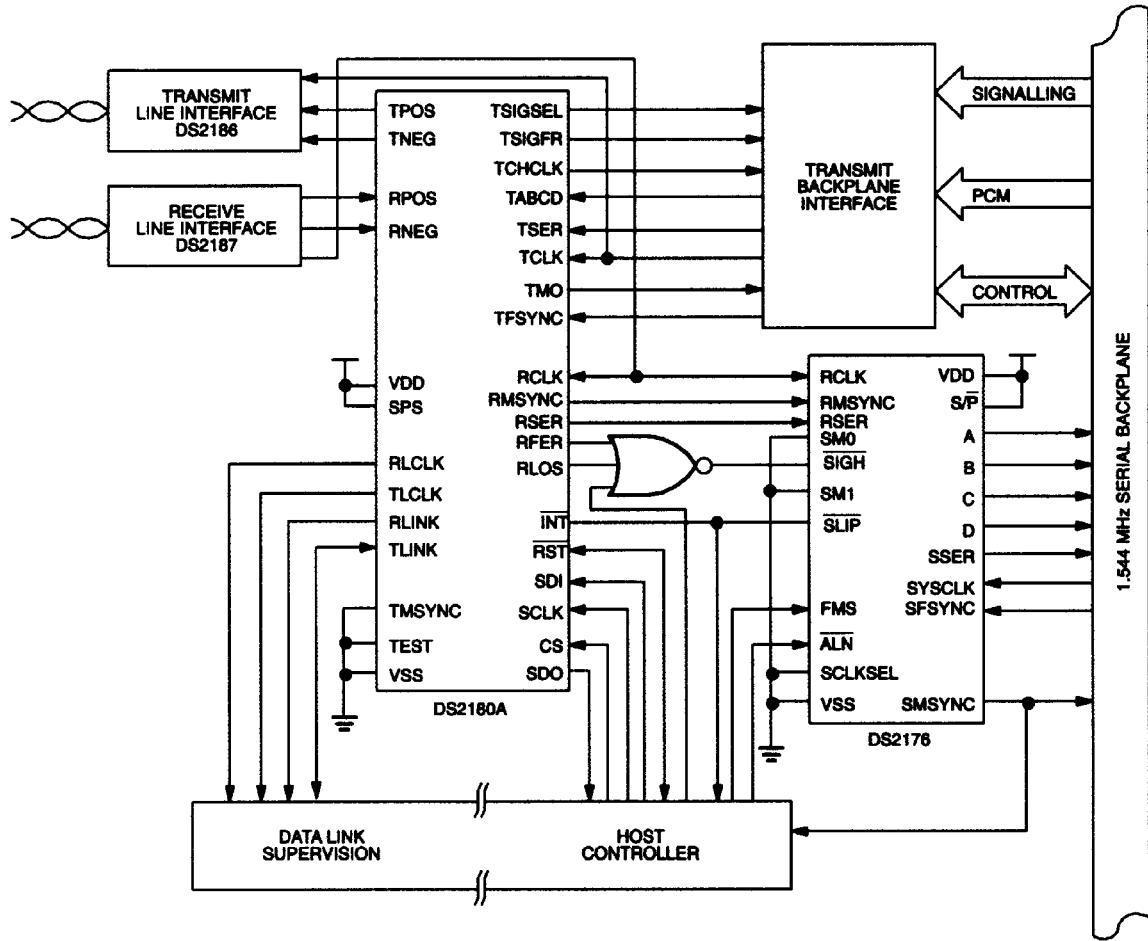 TRANSMIT
LINE INTERFACE
DS2186
RECEIVE
LINE INTERFACE
DS2187
TPOS
TNEG
RPOS
RNEG
VDD
SPS
RLCLK
TLCLK
RLINK
TLINK
TMSYNC
TEST
VSS
TSIGSEL
TSIGFR
TCHCLK
TABCD
TSER
TCLK
TMO
TFSYNC
RCLK
RMSYNC
RSER
RFER
RLOS
INT
RST
SDI
SCLK
CS
SDO
DS2180A
TRANSMIT
BACKPLANE
INTERFACE
SIGNALLING
PCM
CONTROL
RCLK
RMSYNC
RSER
SM0
SIGH
SM1
SLIP
FMS
ALN
SCLKSEL
VSS
VDD
S/P
A
B
C
D
SSER
SYSCLK
SFSYNC
SMSYNC
DS2176
1.544 MHz SERIAL BACKPLANE
DATA LINK
SUPERVISION
HOST
CONTROLLER